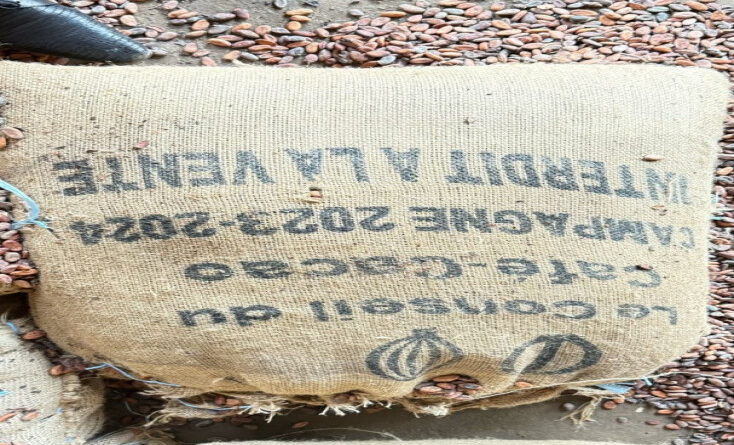 Le Conseil du
Café-Cacao
CAMPAGNE 2023-2024
INTERDIT A LA VENTE